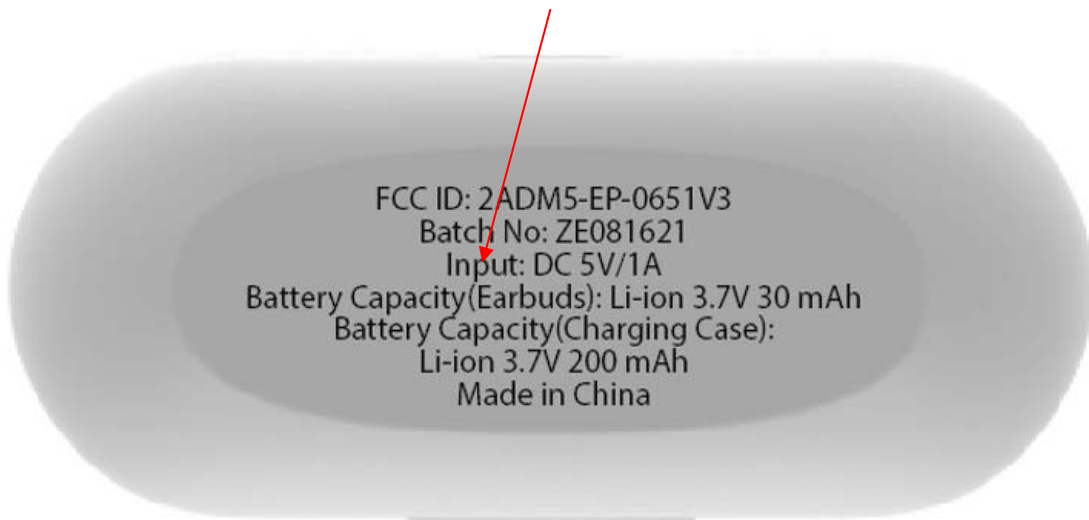 FCC ID: 2ADM5-EP-0651V3
Batch No: ZE081621
Input: DC 5V/1A
Battery Capacity(Earbuds): Li-ion 3.7V 30 mAh
Battery Capacity(Charging Case):
Li-ion 3.7V 200 mAh
Made in China